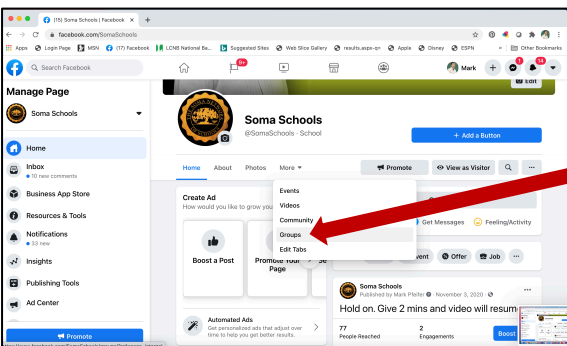 (15) Soma Schools | Facebook
facebook.com/SomaSchools
Apps Login Page MSN (17) Facebook LCNB National Ba... Suggested Sites Web Slice Gallery results.aspx-qn Apple Disney ESPN » Other Bookmarks
Search Facebook 9+ Mark 1 14
Manage Page
Edit
Soma Schools
Soma Schools
@SomaSchools · School
+ Add a Button
Home
Inbox
10 new comments
Business App Store
Resources & Tools
Notifications
33 new
Insights
Publishing Tools
Ad Center
Promote
Home About Photos More Promote View as Visitor ...
Events
Videos
Community
Groups
Edit Tabs
Create Ad
How would you like to grow you
Boost a Post
Promote Your
Page
Se
Automated Ads
Get personalized ads that adjust over
time to help you get better results.
Get Messages Feeling/Activity
vent Offer Job ...
Soma Schools
Published by Mark Pfeifer · November 3, 2020 ·
...
Hold on. Give 2 mins and video will resum
77
People Reached
2
Engagements
Boost